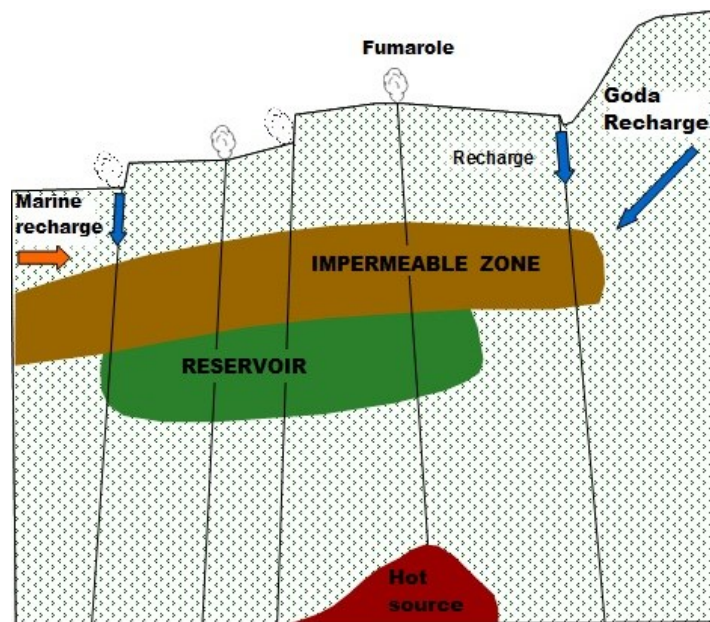 Fumarole
Goda
Recharge
Recharge
Marine
recharge
IMPERMEABLE ZONE
RESERVOIR
Hot
source